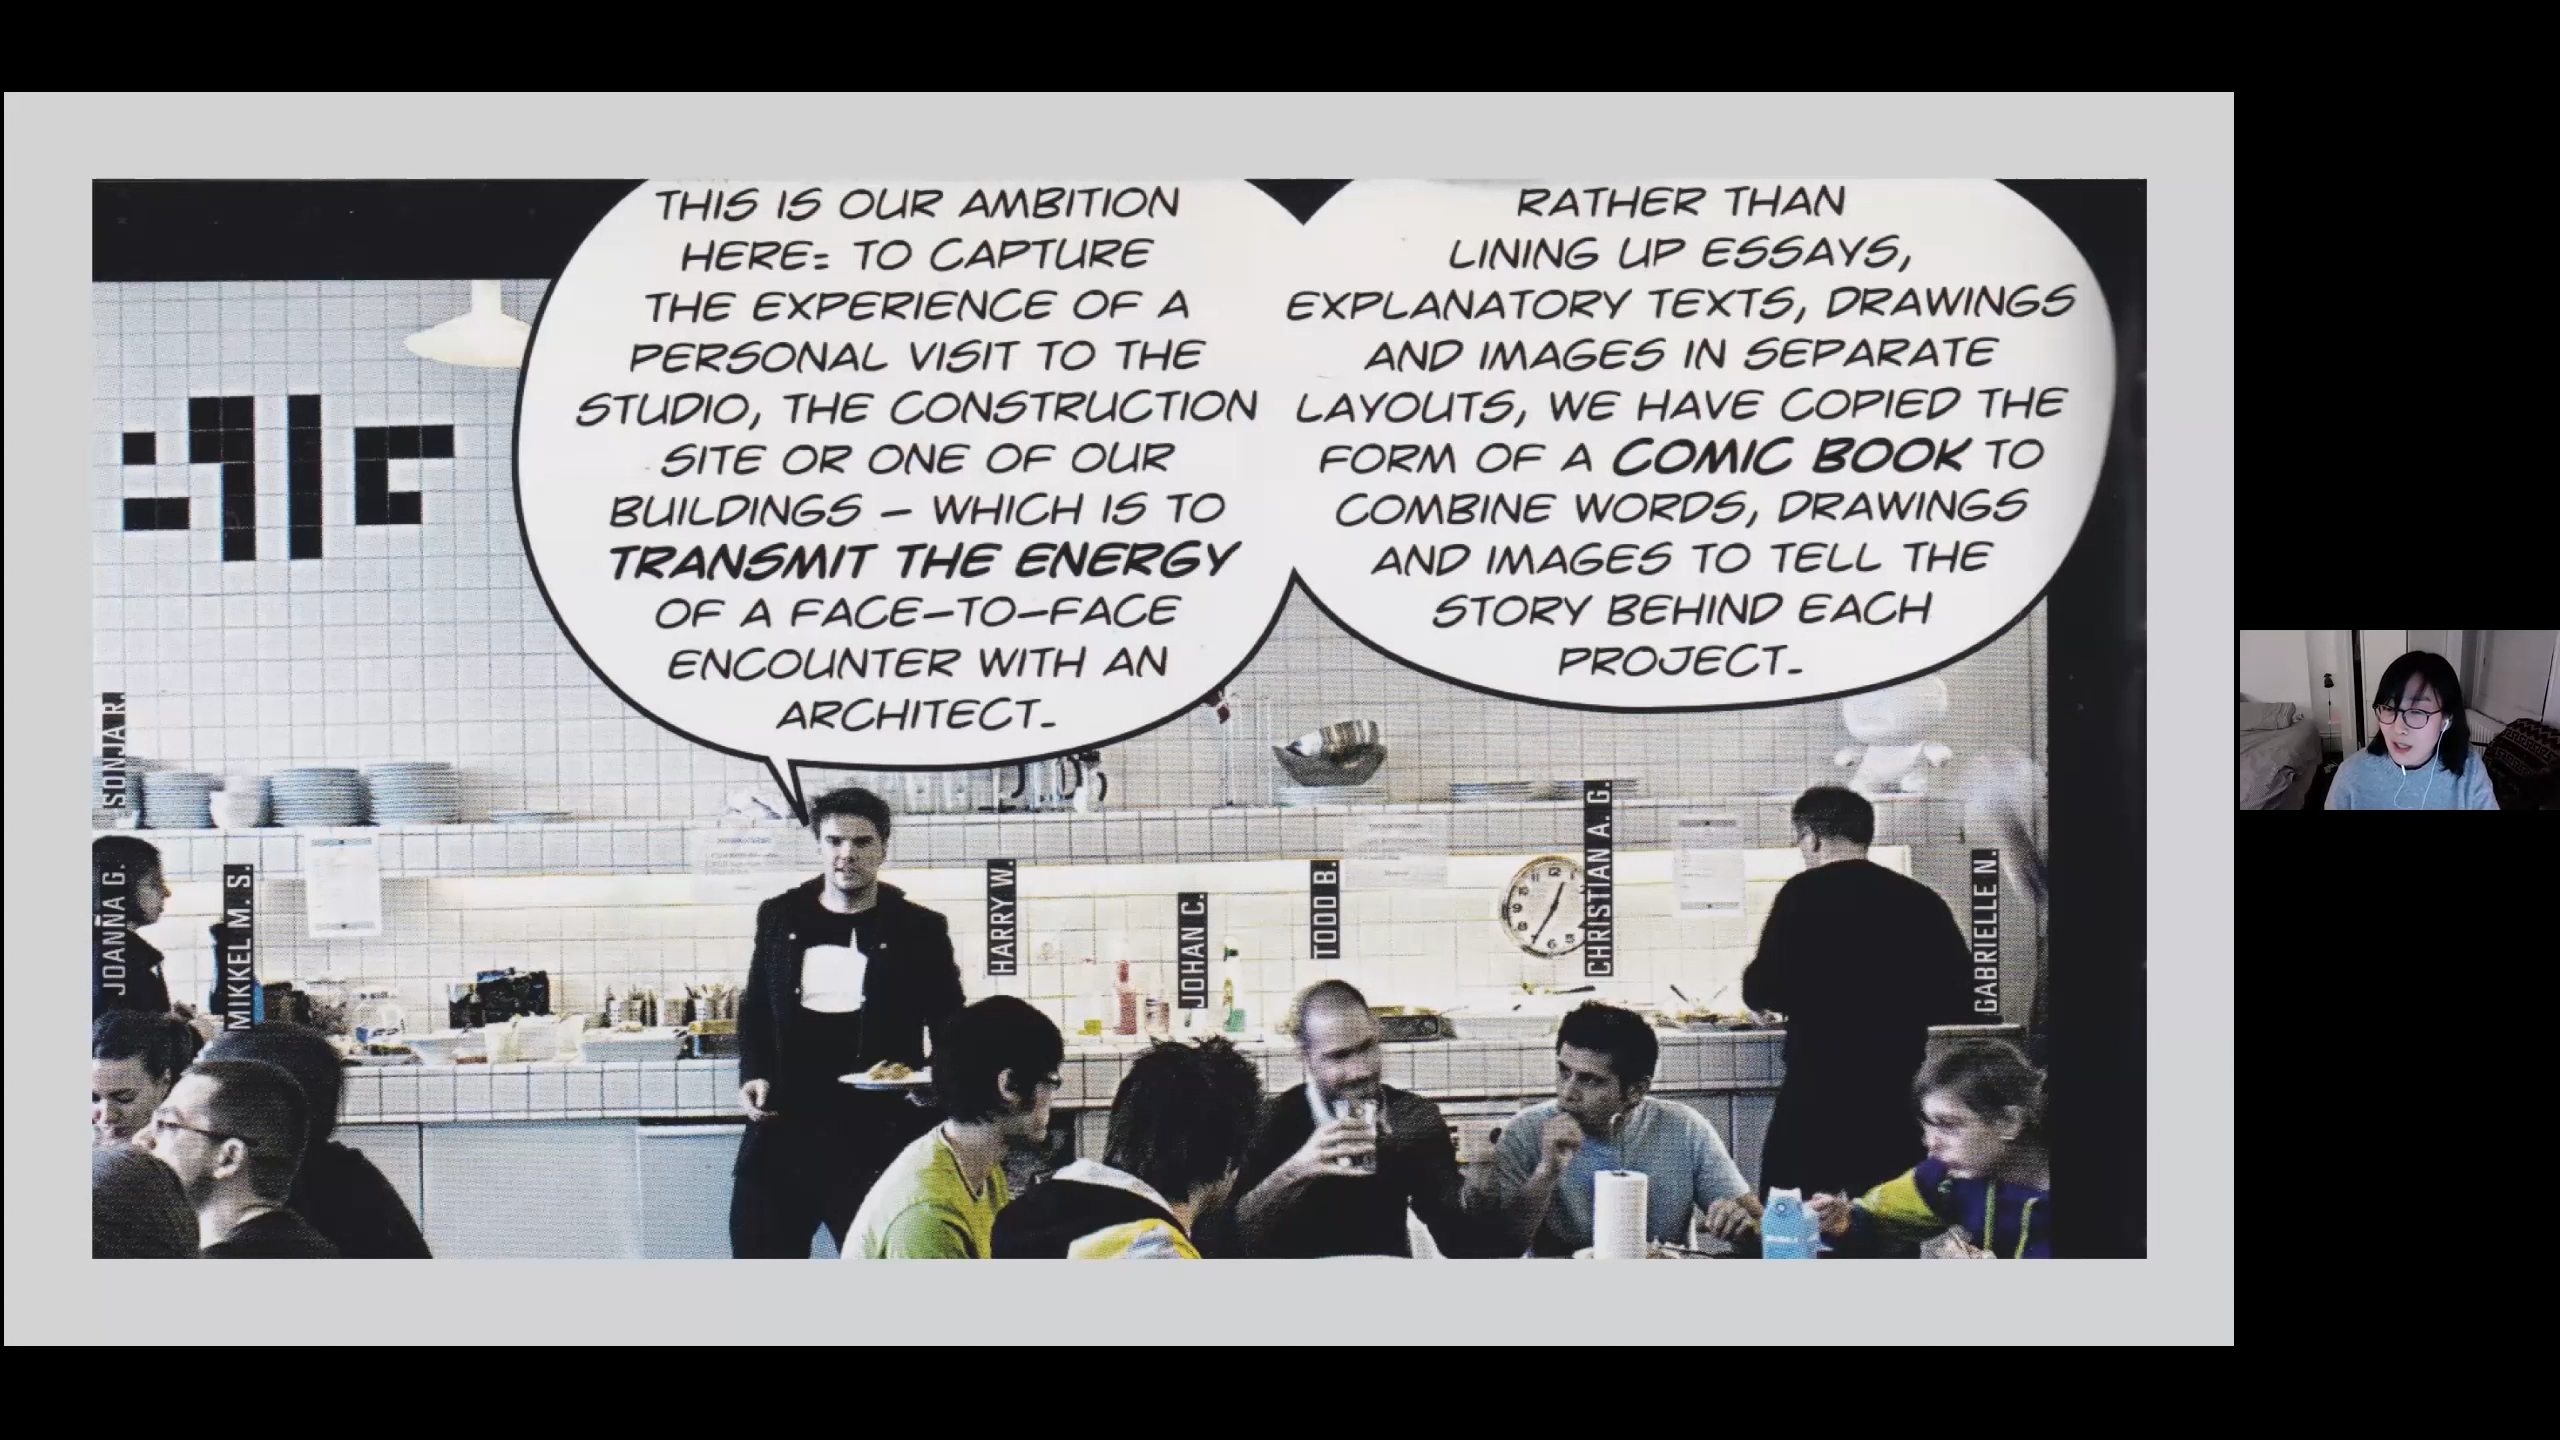 THIS IS OUR AMBITION
HERE: TO CAPTURE
THE EXPERIENCE OF A
PERSONAL VISIT TO THE
STUDIO, THE CONSTRUCTION
SITE OR ONE OF OUR
BUILDINGS – WHICH IS TO
TRANSMIT THE ENERGY
OF A FACE-TO-FACE
ENCOUNTER WITH AN
ARCHITECT.
RATHER THAN
LINING UP ESSAYS,
EXPLANATORY TEXTS, DRAWINGS
AND IMAGES IN SEPARATE
LAYOUTS, WE HAVE COPIED THE
FORM OF A COMIC BOOK TO
COMBINE WORDS, DRAWINGS
AND IMAGES TO TELL THE
STORY BEHIND EACH
PROJECT.
SONJA R.
JOANNA G.
MIKKEL M. S.
HARRY W.
JOHAN C.
TODD B.
CHRISTIAN A. G.
GABRIELLE N.